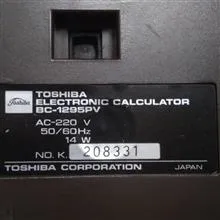 Toshiba
TOSHIBA
ELECTRONIC CALCULATOR
BC-1295PV
AC-220 V
50/60Hz
14 W
NO. K. 208331
TOSHIBA CORPORATION JAPAN